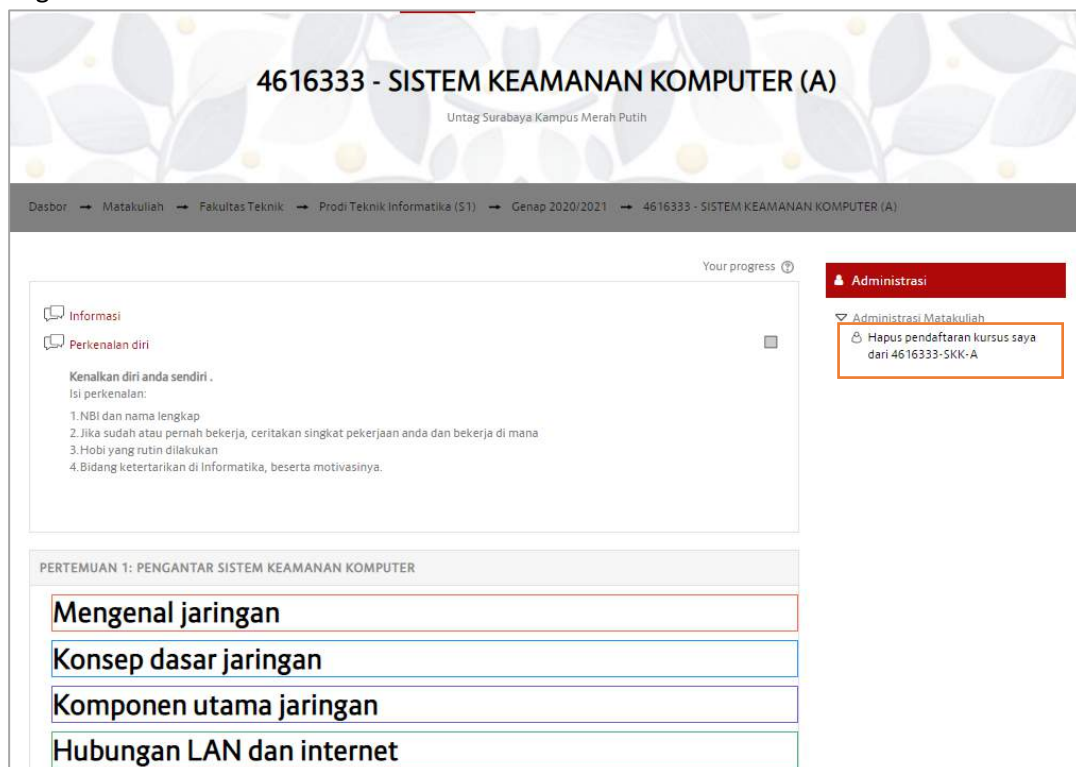 4616333 - SISTEM KEAMANAN KOMPUTER (A)
Untag Surabaya Kampus Merah Putih
Dasbor → Matakuliah → Fakultas Teknik → Prodi Teknik Informatika (S1) → Genap 2020/2021 → 4616333 - SISTEM KEAMANAN KOMPUTER (A)
Your progress
Administrasi
Administrasi Matakuliah
Hapus pendaftaran kursus saya
dari 4616333-SKK-A
Informasi
Perkenalan diri
Kenalkan diri anda sendiri .
Isi perkenalan:
1.NBI dan nama lengkap
2.Jika sudah atau pernah bekerja, ceritakan singkat pekerjaan anda dan bekerja di mana
3.Hobi yang rutin dilakukan
4.Bidang ketertarikan di Informatika, beserta motivasinya.
PERTEMUAN 1: PENGANTAR SISTEM KEAMANAN KOMPUTER
Mengenal jaringan
Konsep dasar jaringan
Komponen utama jaringan
Hubungan LAN dan internet